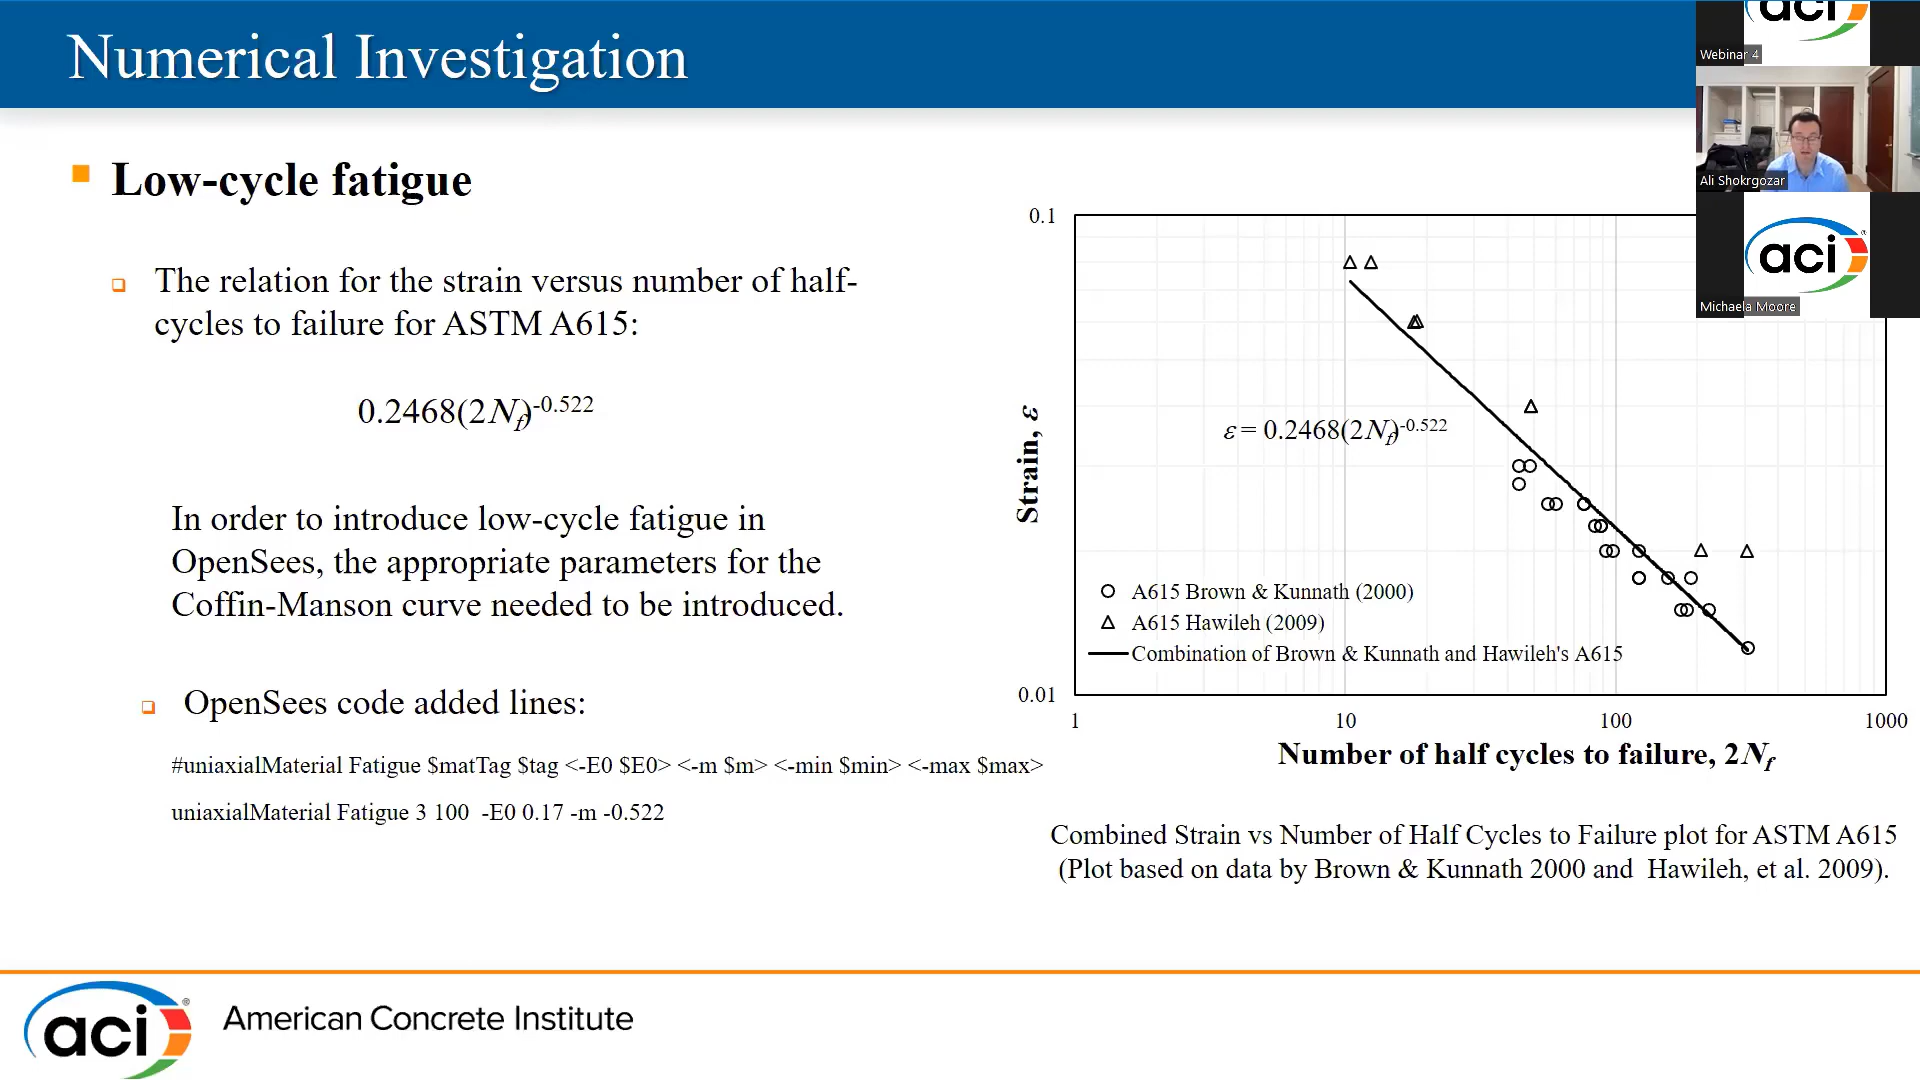 Numerical Investigation
aci
Webinar 4
Ali Shokrgozar
aci®
Michaela Moore
Low-cycle fatigue
The relation for the strain versus number of half-
cycles to failure for ASTM A615:
0.2468(2Nf)-0.522
In order to introduce low-cycle fatigue in
OpenSees, the appropriate parameters for the
Coffin-Manson curve needed to be introduced.
OpenSees code added lines:
#uniaxialMaterial Fatigue $matTag $tag <-E0 $E0> <-m $m> <-min $min> <-max $max>
uniaxialMaterial Fatigue 3 100  -E0 0.17 -m -0.522
0.1
Strain, ε
ε = 0.2468(2Nf)-0.522
A615 Brown & Kunnath (2000)
A615 Hawileh (2009)
Combination of Brown & Kunnath and Hawileh's A615
0.01
1 10 100 1000
Number of half cycles to failure, 2Nf
Combined Strain vs Number of Half Cycles to Failure plot for ASTM A615
(Plot based on data by Brown & Kunnath 2000 and  Hawileh, et al. 2009).
aci®
American Concrete Institute